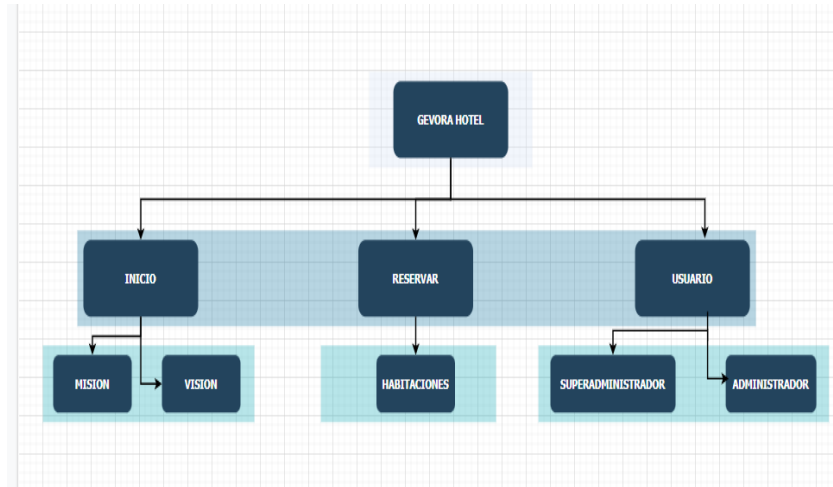 GEVORA HOTEL
INICIO
RESERVAR
USUARIO
MISION
VISION
HABITACIONES
SUPERADMINISTRADOR
ADMINISTRADOR